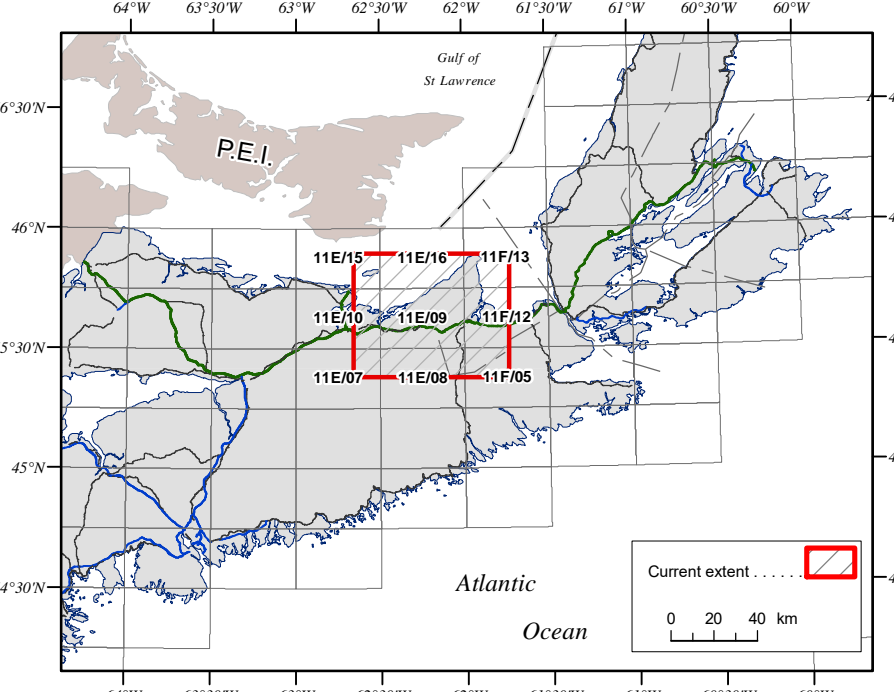 64°W 63°30'W 63°W 62°30'W 62°W 61°30'W 61°W 60°30'W 60°W
Gulf of
St Lawrence
6°30'N
P.E.I.
46°N
11E/15 11E/16 11F/13
11E/10 11E/09 11F/12
5°30'N
11E/07 11E/08 11F/05
45°N
Current extent . . . . . .
4°30'N
Atlantic
0 20 40 km
Ocean